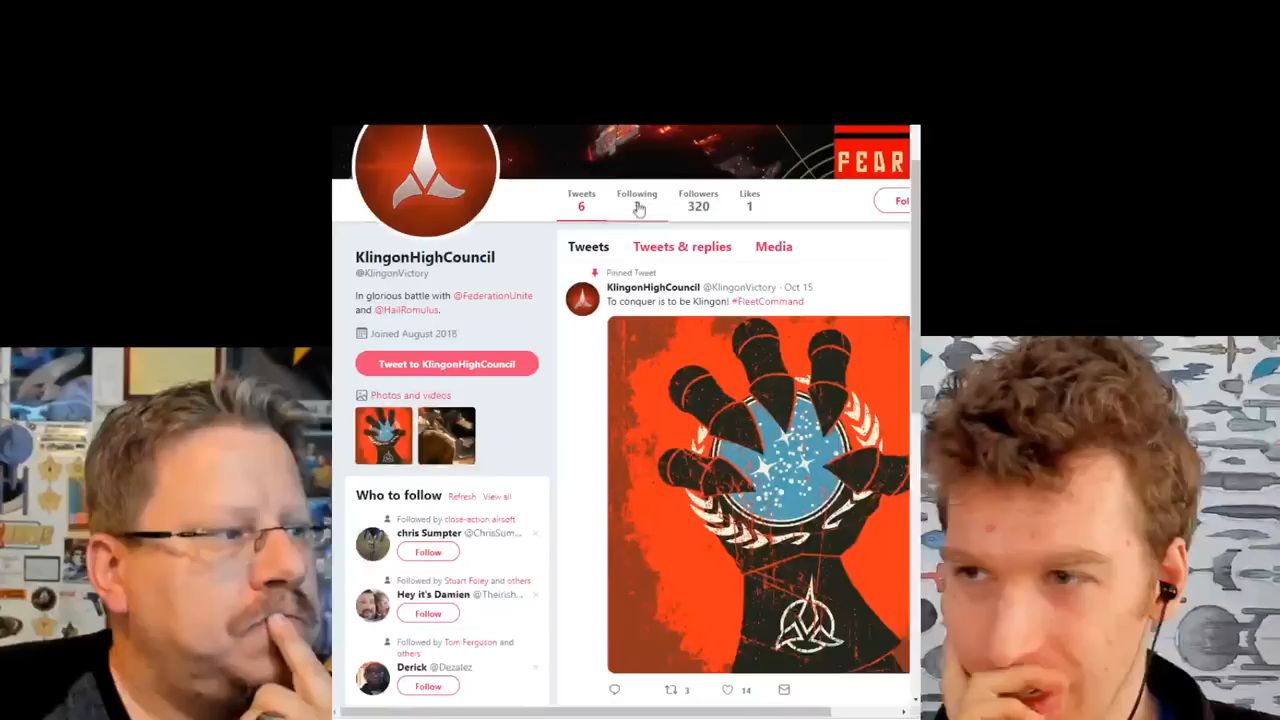 FEAR
Tweets Following Followers Likes
6 320 1
Fol
KlingonHighCouncil
@KlingonVictory
In glorious battle with @FederationUnite
and @HailRomulus.
Joined August 2018
Tweet to KlingonHighCouncil
Photos and videos
Who to follow Refresh · View all
Followed by close-action airsoft
chris Sumpter @ChrisSum...
Follow
Followed by Stuart Foley and others
Hey it's Damien @Theirish...
Follow
Followed by Tom Ferguson and
others
Derick @Dezalez
Follow
Tweets Tweets & replies Media
Pinned Tweet
KlingonHighCouncil @KlingonVictory · Oct 15
To conquer is to be Klingon! #FleetCommand
3 14